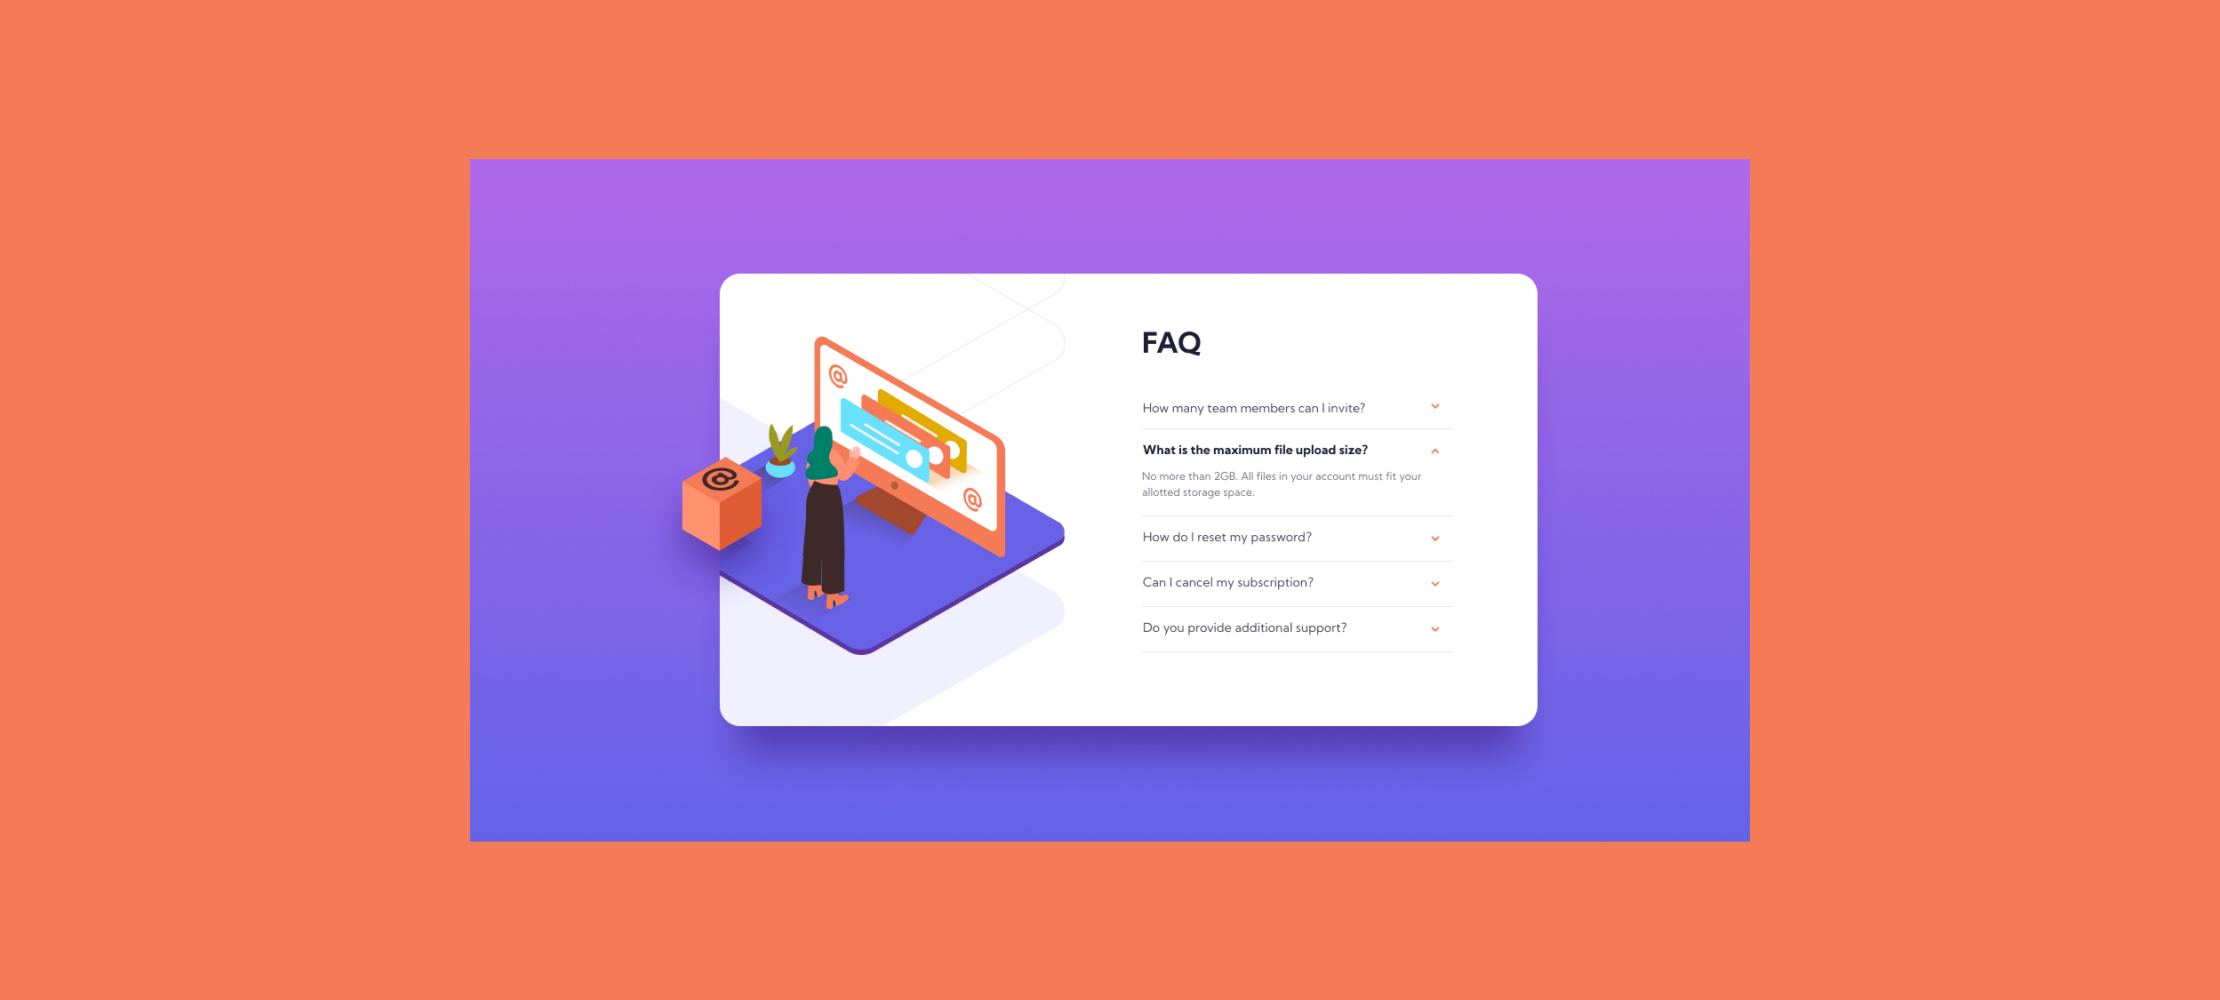 FAQ
How many team members can I invite?
What is the maximum file upload size?
No more than 2GB. All files in your account must fit your
allotted storage space.
How do I reset my password?
Can I cancel my subscription?
Do you provide additional support?
@
@
@